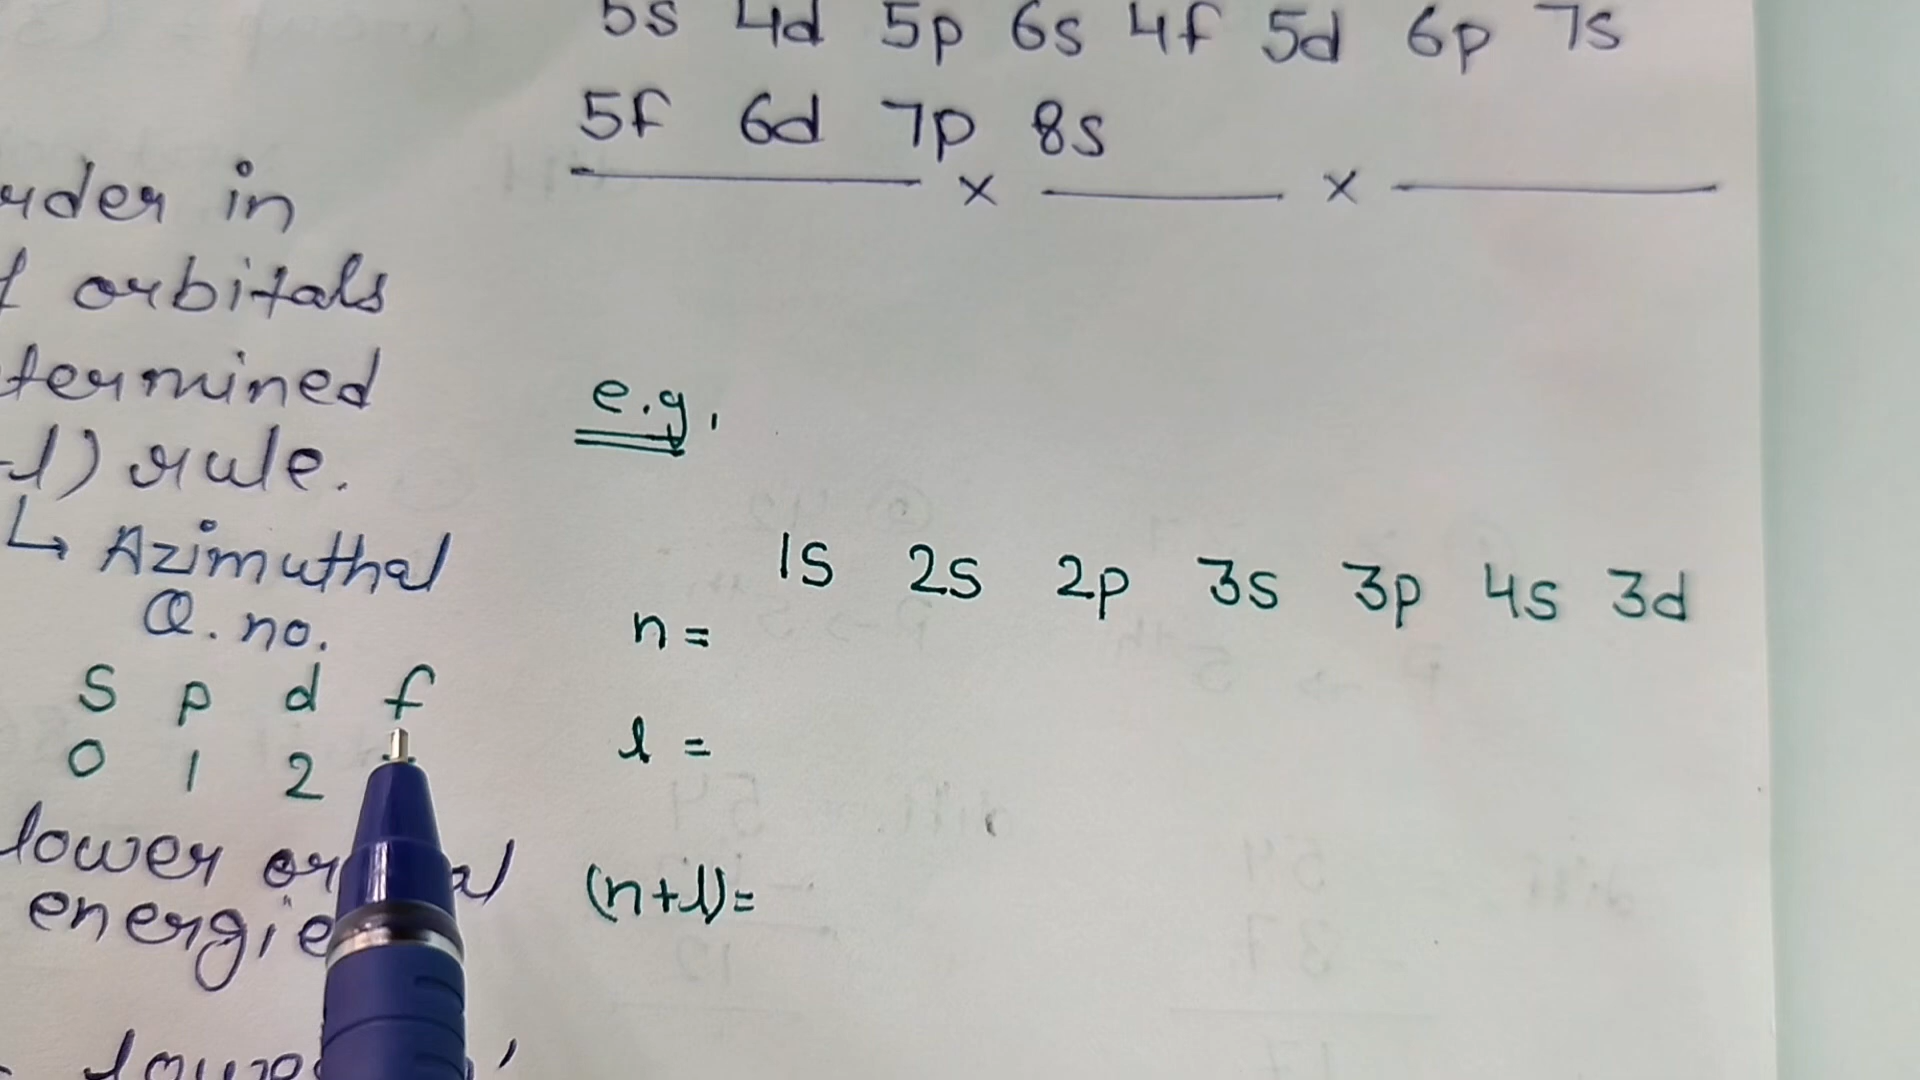 5s 4d 5p 6s 4f 5d 6p 7s
5f 6d 7p 8s
x x
rder in
orbitals
termined
l) rule.
↳ Azimuthal
Q. no.
s p d f
0 1 2
lower
energie
e.g.
1s 2s 2p 3s 3p 4s 3d
n =
l =
(n+l)=